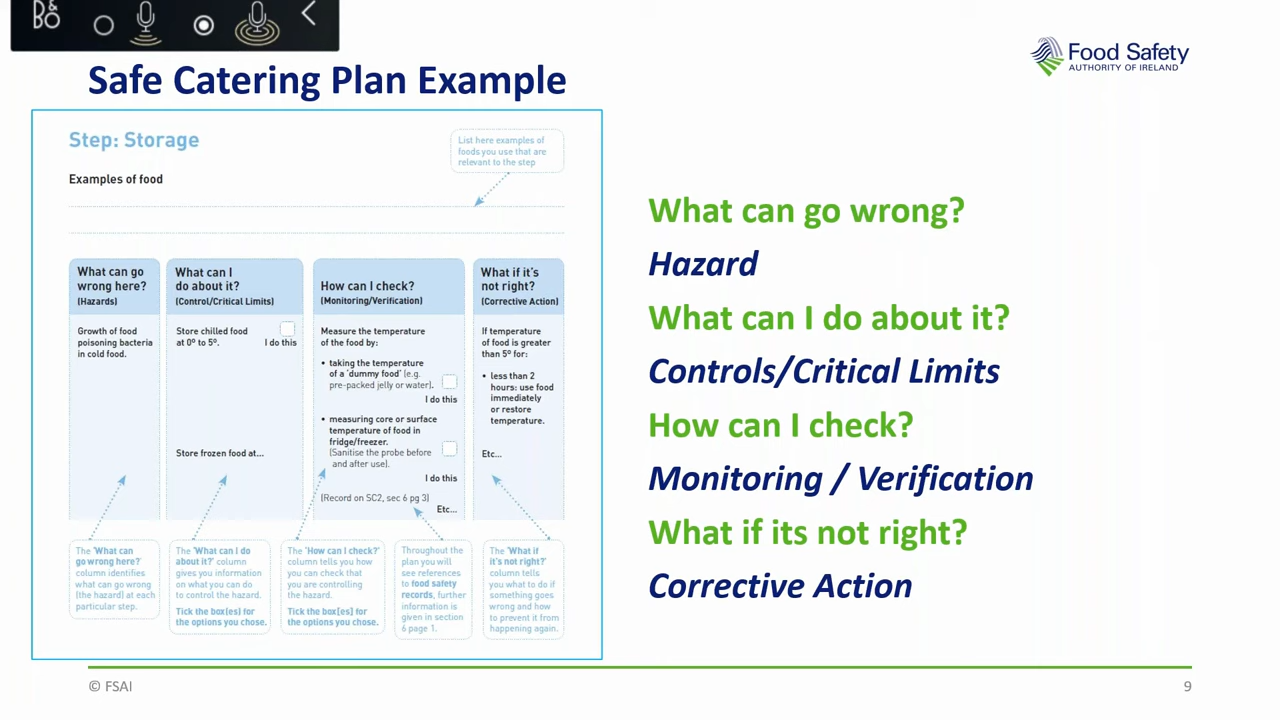 B&O
Safe Catering Plan Example
Food Safety
AUTHORITY OF IRELAND
Step: Storage
List here examples of
foods you use that are
relevant to the step
Examples of food
What can go
wrong here?
(Hazards)
Growth of food
poisoning bacteria
in cold food.
What can I
do about it?
(Control/Critical Limits)
Store chilled food
at 0º to 5º.
I do this
Store frozen food at...
How can I check?
(Monitoring/Verification)
Measure the temperature
of the food by:
• taking the temperature
of a 'dummy food' (e.g.
pre-packed jelly or water).
I do this
• measuring core or surface
temperature of food in
fridge/freezer.
(Sanitise the probe before
and after use).
I do this
(Record on SC2, sec 6 pg 3)
Etc...
What if it's
not right?
(Corrective Action)
If temperature
of food is greater
than 5º for:
• less than 2
hours: use food
immediately
or restore
temperature.
Etc...
The 'What can
go wrong here?'
column identifies
what can go wrong
(the hazard) at each
particular step.
The 'What can I do
about it?' column
gives you information
on what you can do
to control the hazard.
Tick the box(es) for
the options you chose.
The 'How can I check?'
column tells you how
you can check that
you are controlling
the hazard.
Tick the box(es) for
the options you chose.
Throughout the
plan you will
see references
to food safety
records, further
information is
given in section
6 page 1.
The 'What if
it's not right?'
column tells
you what to do if
something goes
wrong and how
to prevent it from
happening again.
What can go wrong?
Hazard
What can I do about it?
Controls/Critical Limits
How can I check?
Monitoring / Verification
What if its not right?
Corrective Action
© FSAI
9